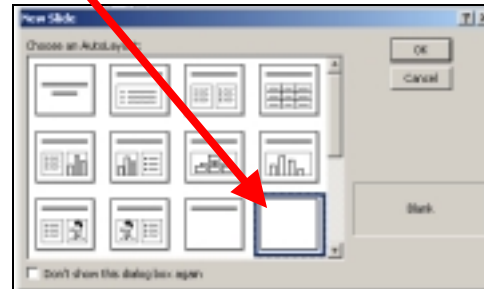 New Slide
Choose an AutoLayout:
OK
Cancel
Blank
Don't show this dialog box again